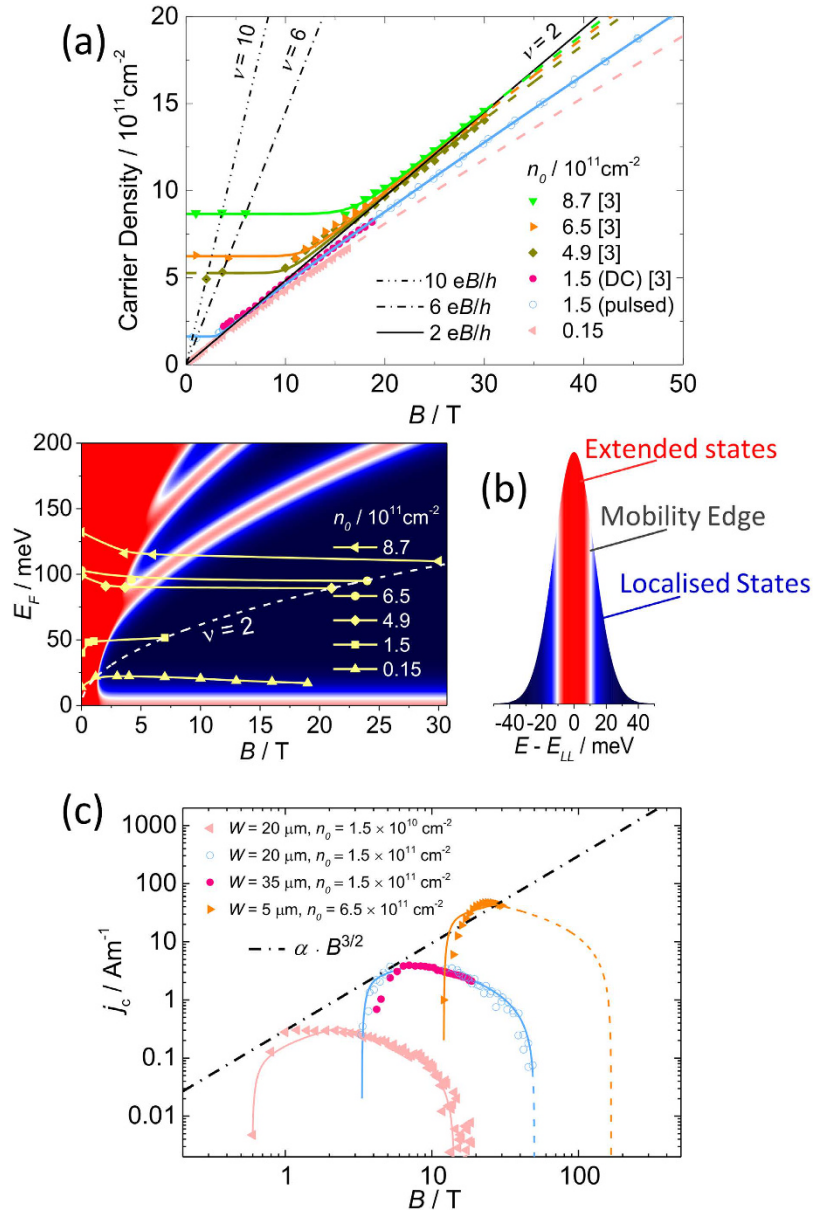 (a)
20
15
10
5
0
Carrier Density / 10¹¹cm⁻²
ν = 10
ν = 6
ν = 2
n₀ / 10¹¹cm⁻²
8.7 [3]
6.5 [3]
4.9 [3]
1.5 (DC) [3]
1.5 (pulsed)
0.15
10 eB/h
6 eB/h
2 eB/h
0 10 20 30 40 50
B / T
200
150
100
50
0
E_F / meV
n₀ / 10¹¹cm⁻²
8.7
6.5
4.9
1.5
0.15
ν = 2
0 5 10 15 20 25 30
B / T
(b)
Extended states
Mobility Edge
Localised States
-40 -20 0 20 40
E - E_LL / meV
(c)
1000
100
10
1
0.1
0.01
j_c / Am⁻¹
W = 20 μm, n₀ = 1.5 × 10¹⁰ cm⁻²
W = 20 μm, n₀ = 1.5 × 10¹¹ cm⁻²
W = 35 μm, n₀ = 1.5 × 10¹¹ cm⁻²
W = 5 μm, n₀ = 6.5 × 10¹¹ cm⁻²
α · B^3/2
1 10 100
B / T